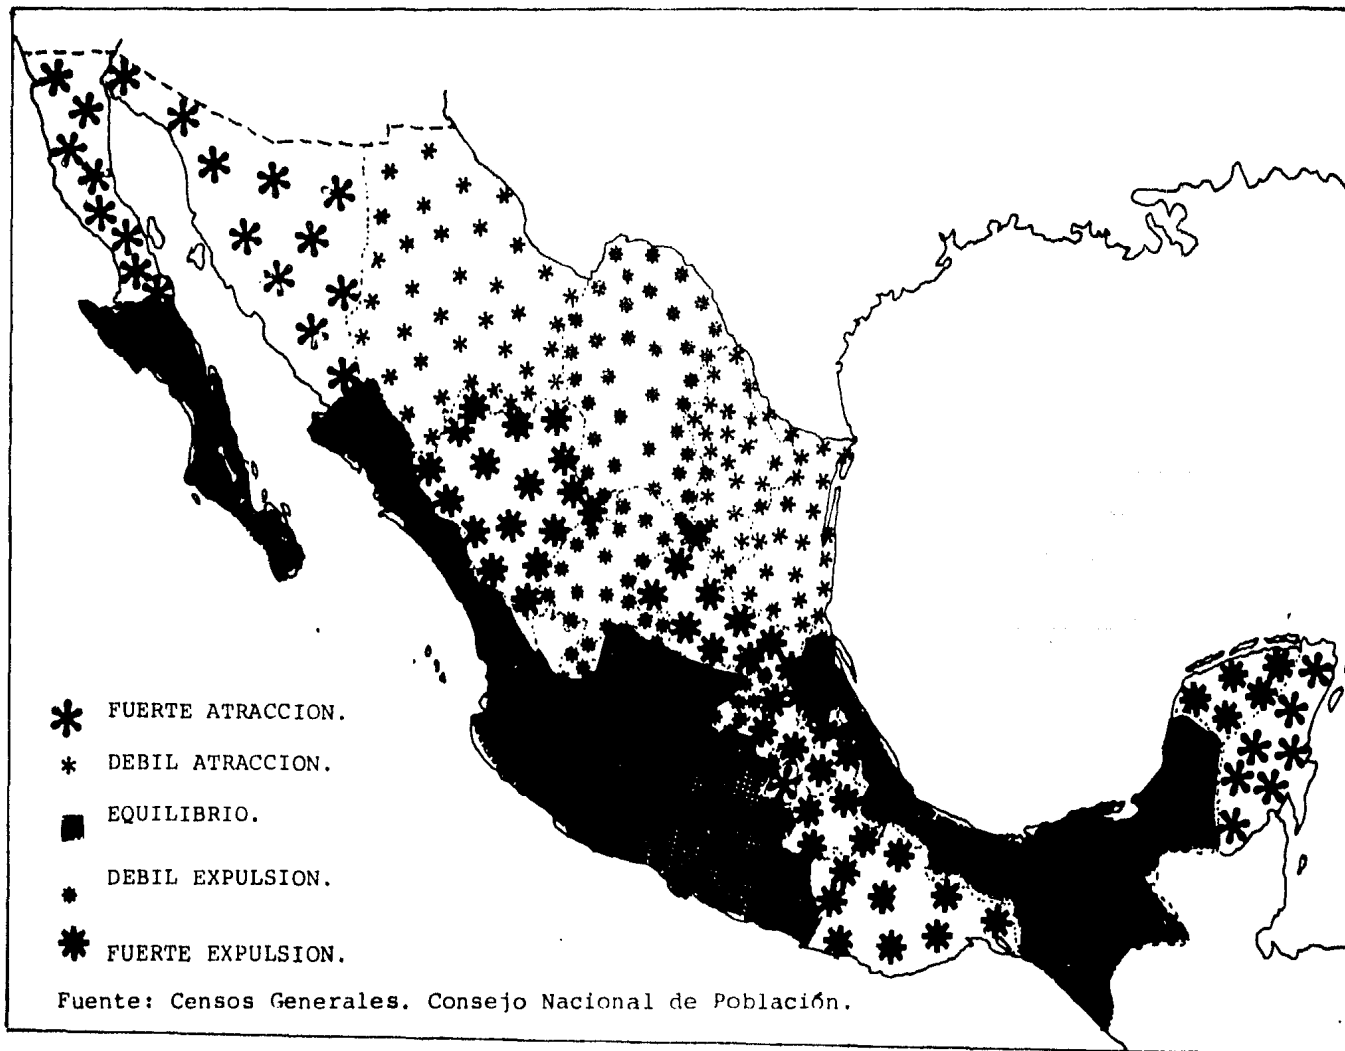 FUERTE ATRACCION.
DEBIL ATRACCION.
EQUILIBRIO.
DEBIL EXPULSION.
FUERTE EXPULSION.
Fuente: Censos Generales. Consejo Nacional de Población.